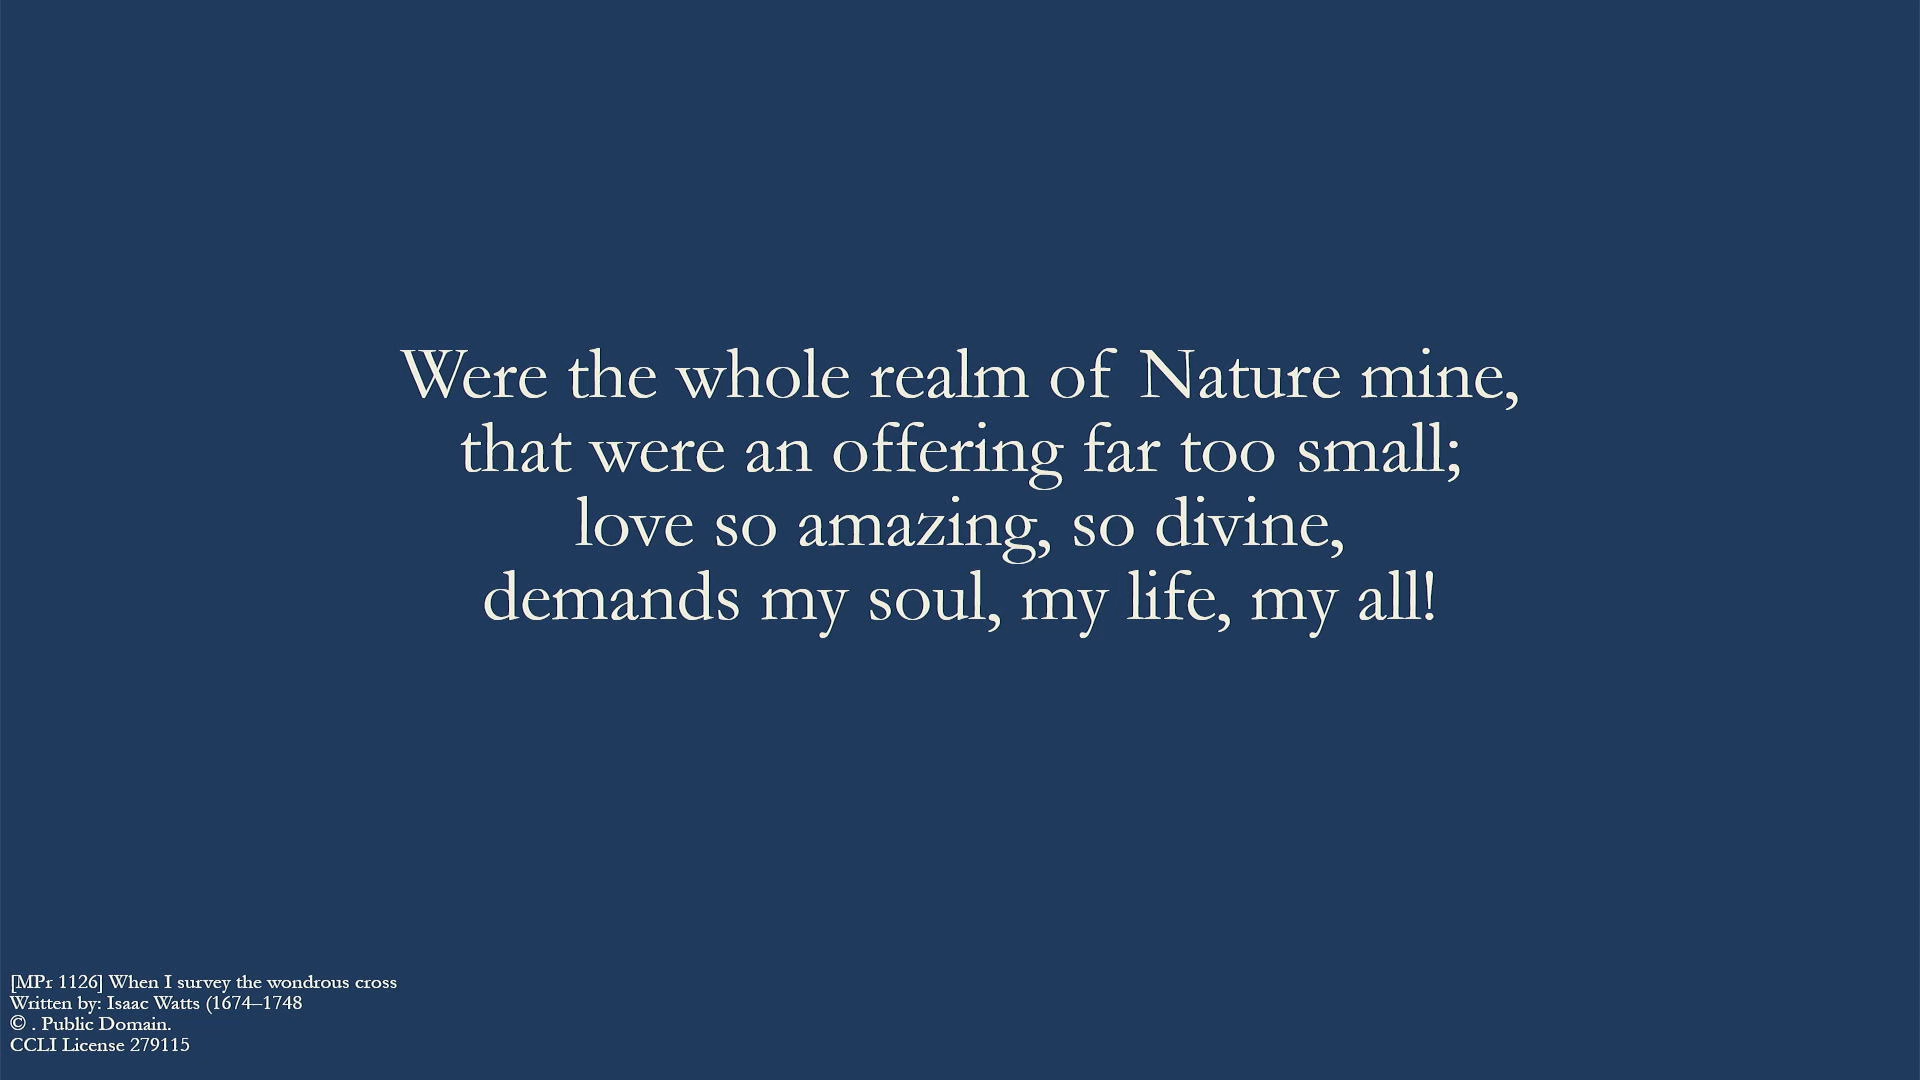 Were the whole realm of Nature mine,
that were an offering far too small;
love so amazing, so divine,
demands my soul, my life, my all!
[MPr 1126] When I survey the wondrous cross
Written by: Isaac Watts (1674–1748
© . Public Domain.
CCLI License 279115